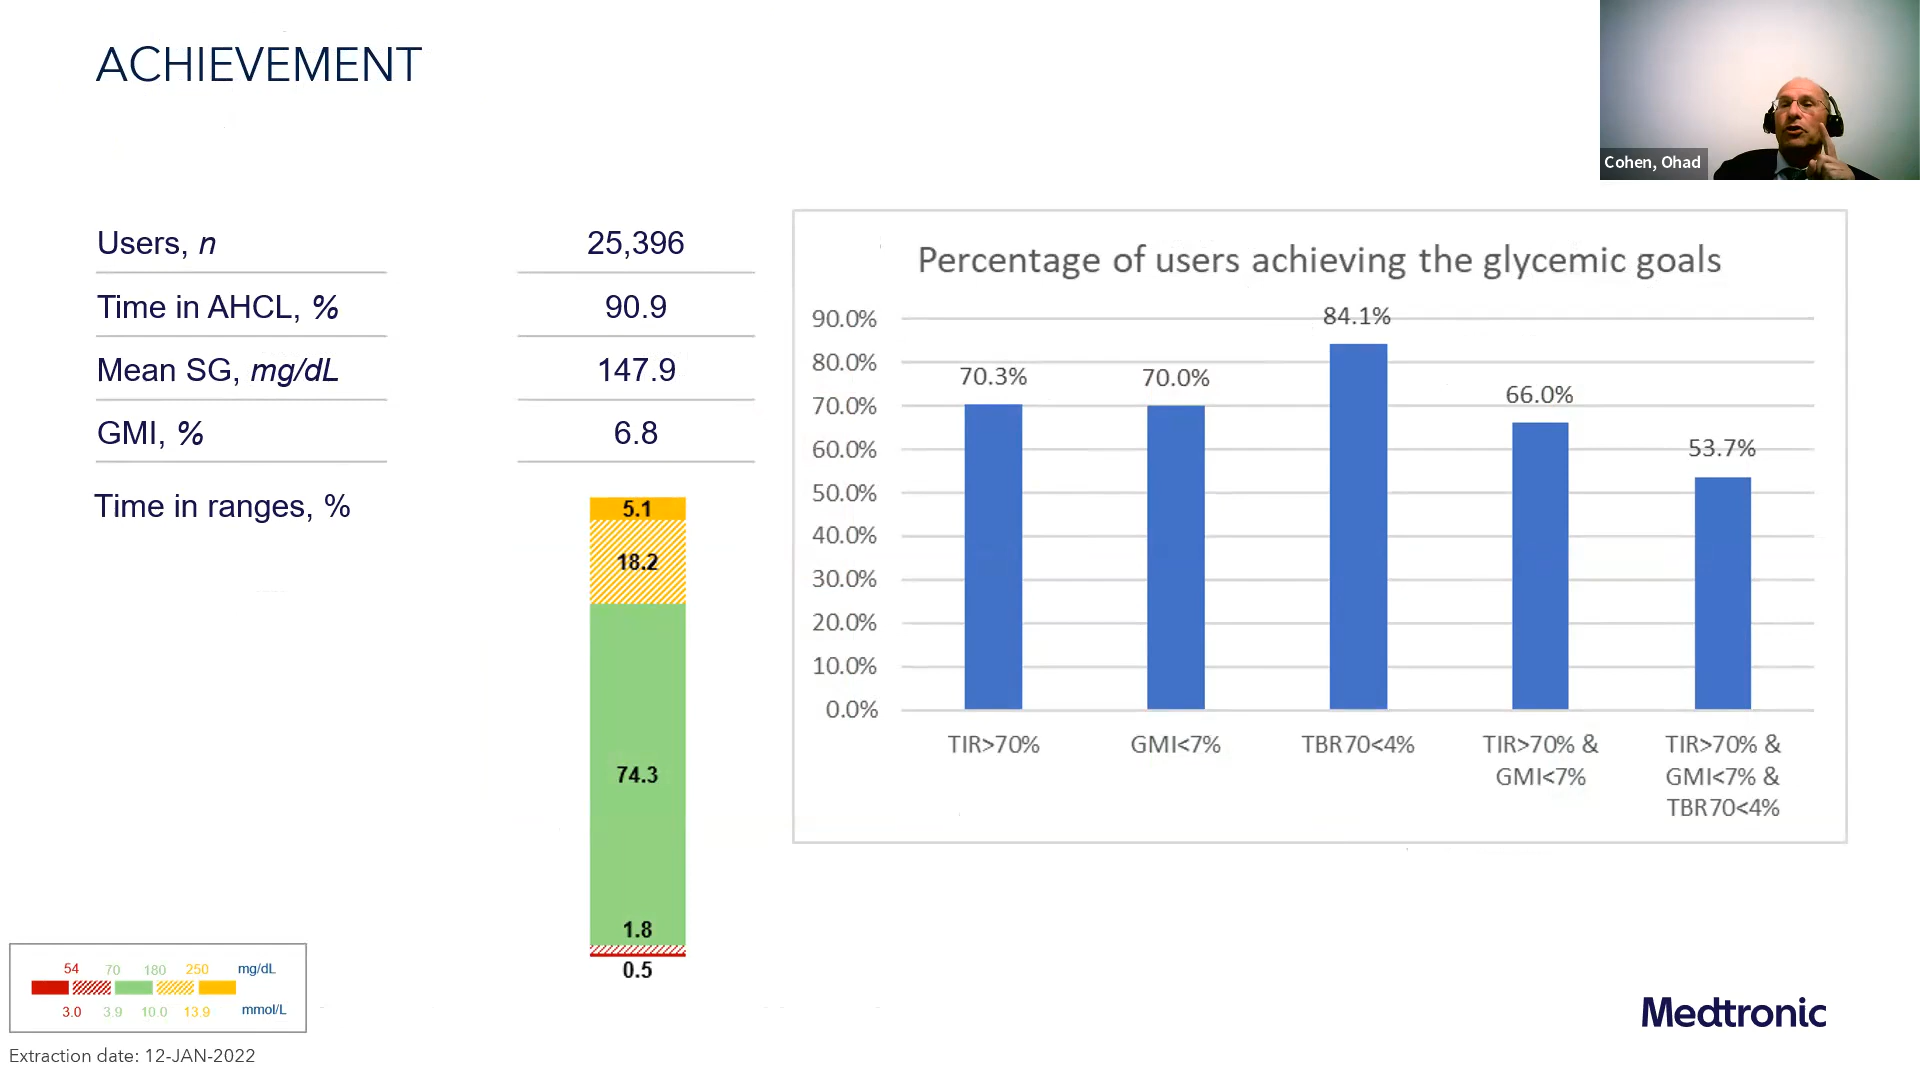 ACHIEVEMENT
Cohen, Ohad
Users, n 25,396
Time in AHCL, % 90.9
Mean SG, mg/dL 147.9
GMI, % 6.8
Time in ranges, %
5.1
18.2
74.3
1.8
0.5
Percentage of users achieving the glycemic goals
90.0%
80.0%
70.0%
60.0%
50.0%
40.0%
30.0%
20.0%
10.0%
0.0%
70.3%
70.0%
84.1%
66.0%
53.7%
TIR>70%
GMI<7%
TBR70<4%
TIR>70% &
GMI<7%
TIR>70% &
GMI<7% &
TBR70<4%
54 70 180 250 mg/dL
3.0 3.9 10.0 13.9 mmol/L
Extraction date: 12-JAN-2022
Medtronic